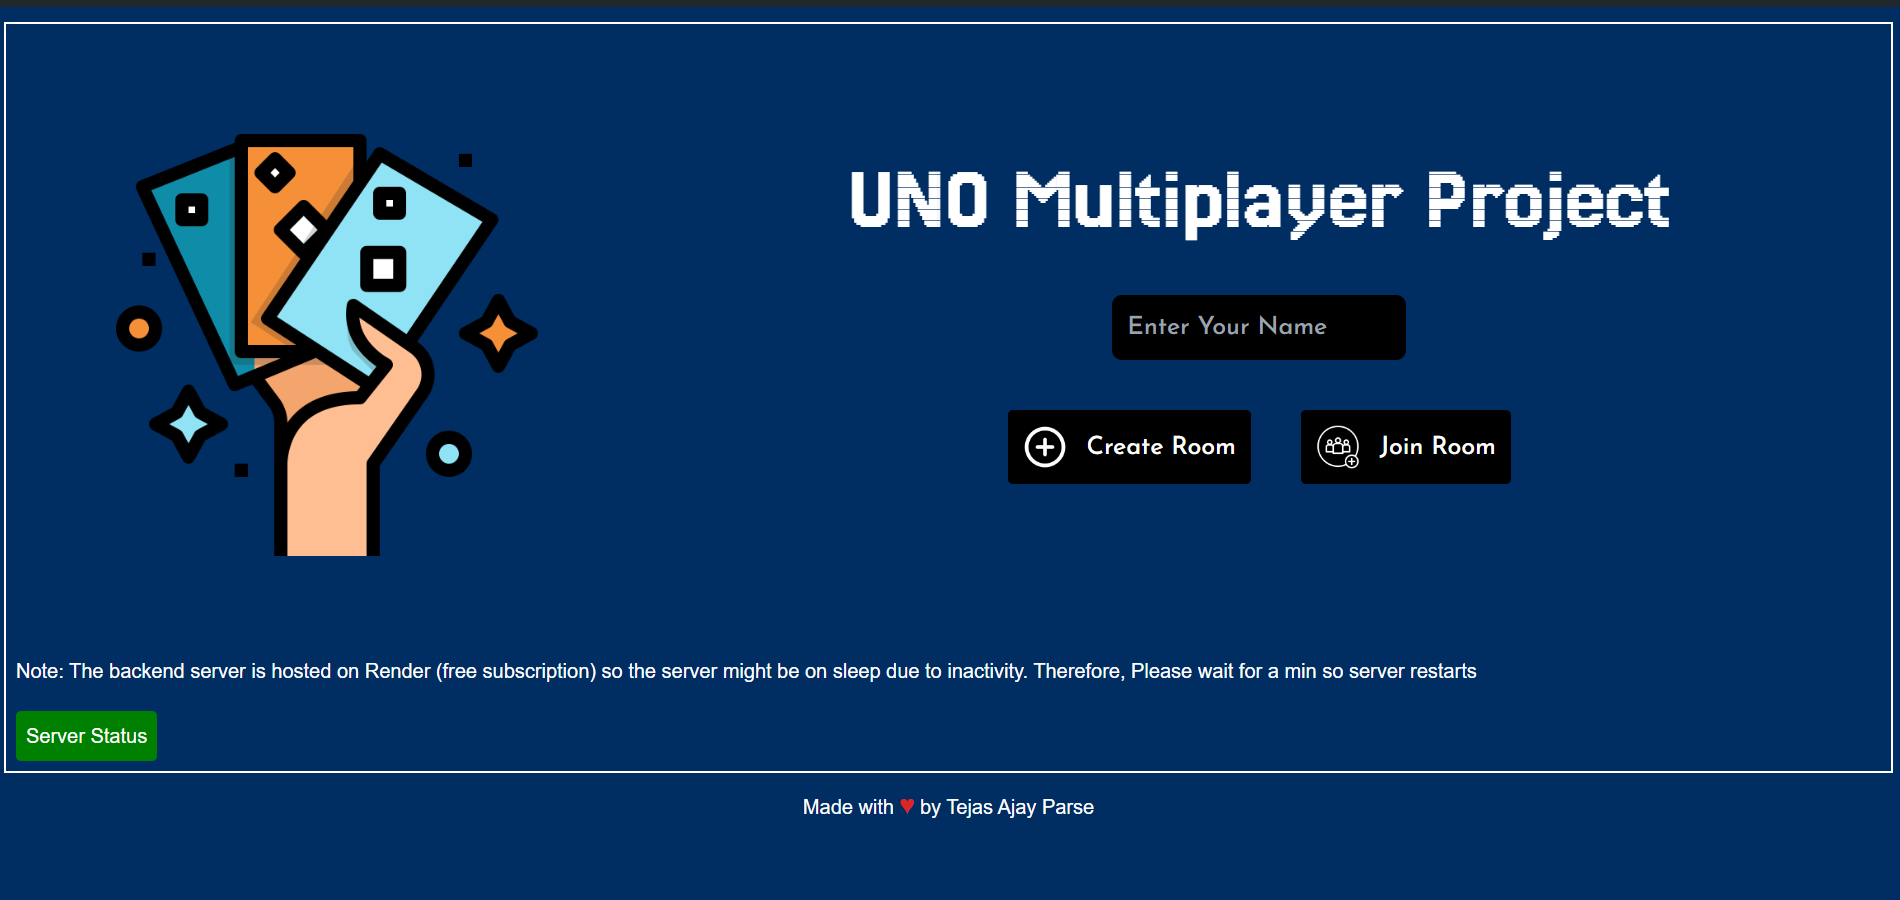 UNO Multiplayer Project
Enter Your Name
Create Room
Join Room
Note: The backend server is hosted on Render (free subscription) so the server might be on sleep due to inactivity. Therefore, Please wait for a min so server restarts
Server Status
Made with ♥ by Tejas Ajay Parse